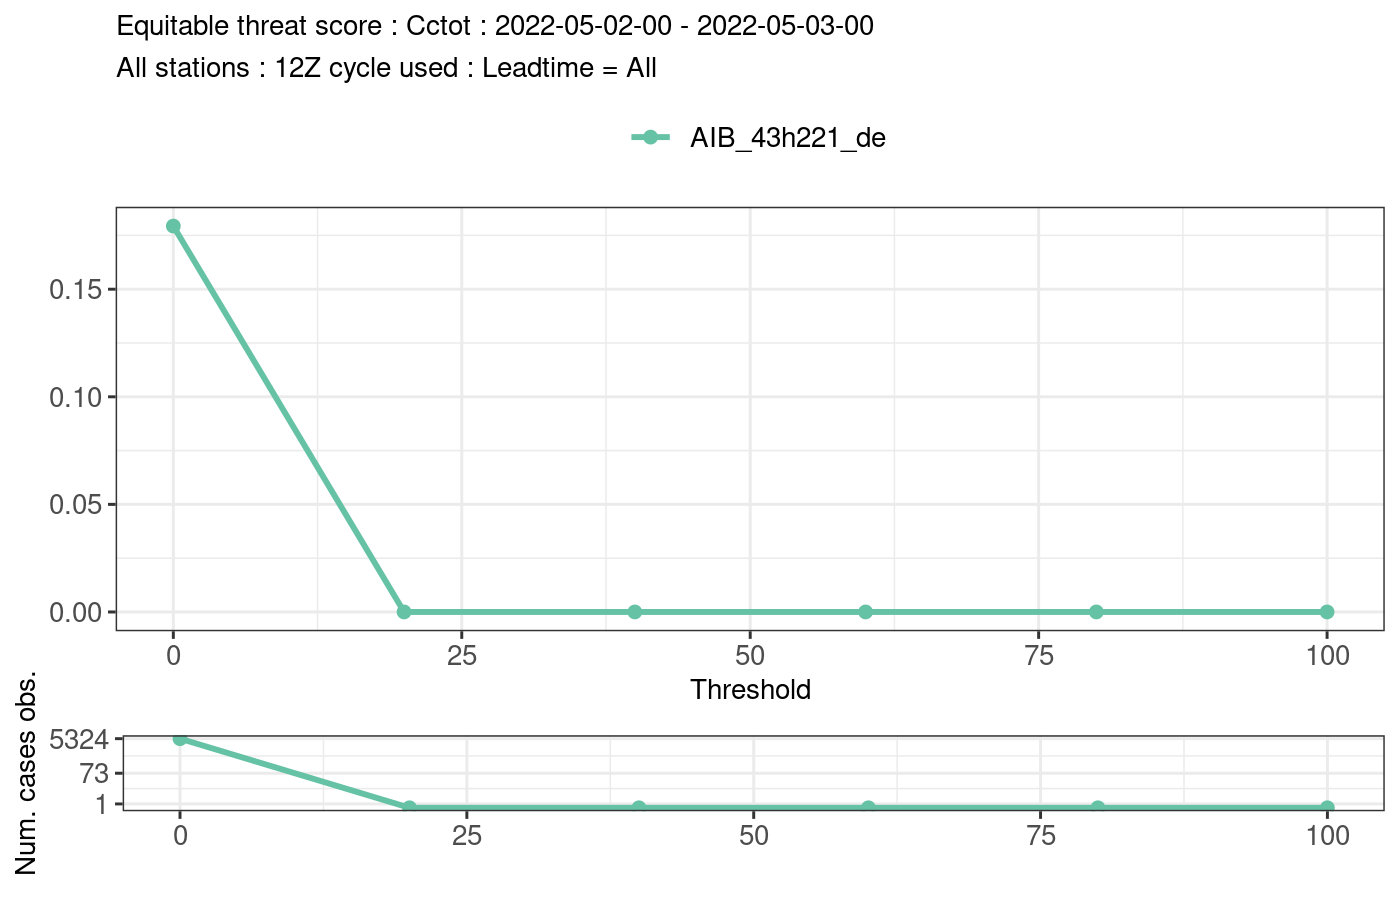 Equitable threat score : Cctot : 2022-05-02-00 - 2022-05-03-00
All stations : 12Z cycle used : Leadtime = All
AIB_43h221_de
0.15
0.10
0.05
0.00
0 25 50 75 100
Threshold
Num. cases obs.
5324
73
1
0 25 50 75 100